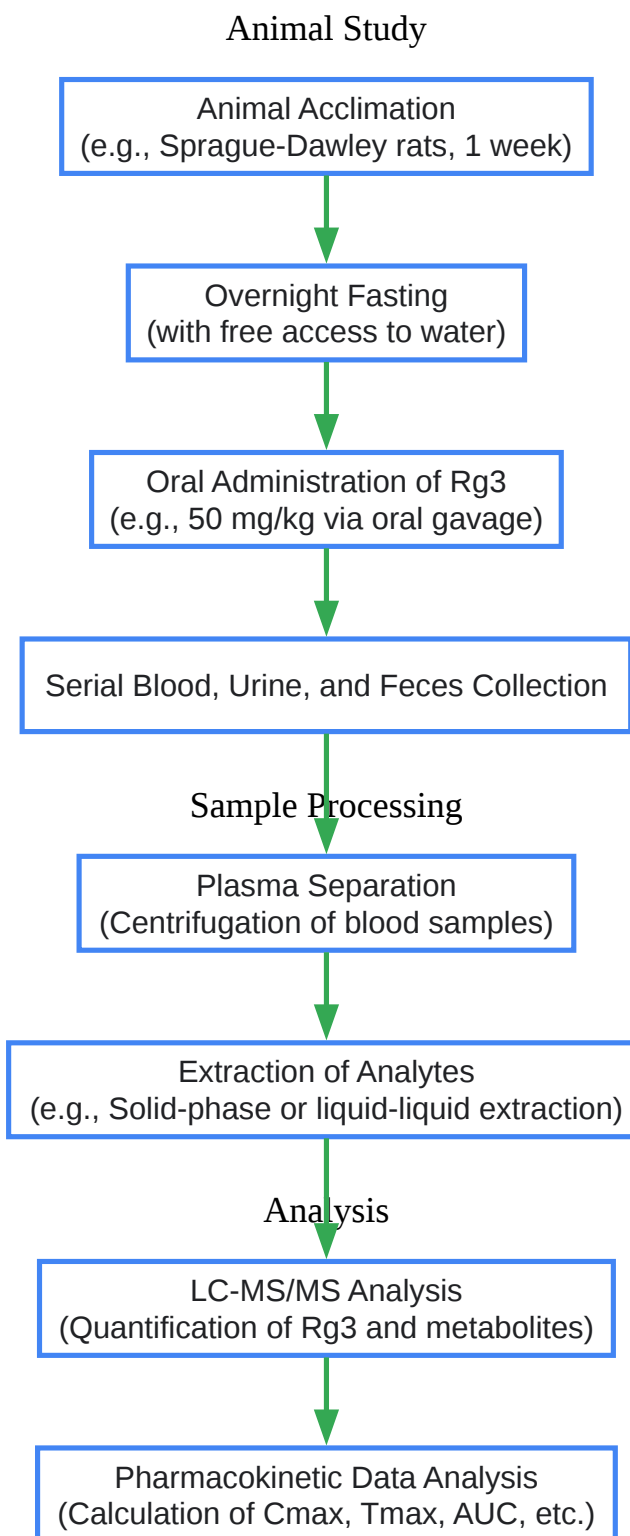 Animal Study
Animal Acclimation
(e.g., Sprague-Dawley rats, 1 week)
Overnight Fasting
(with free access to water)
Oral Administration of Rg3
(e.g., 50 mg/kg via oral gavage)
Serial Blood, Urine, and Feces Collection
Sample Processing
Plasma Separation
(Centrifugation of blood samples)
Extraction of Analytes
(e.g., Solid-phase or liquid-liquid extraction)
Analysis
LC-MS/MS Analysis
(Quantification of Rg3 and metabolites)
Pharmacokinetic Data Analysis
(Calculation of Cmax, Tmax, AUC, etc.)